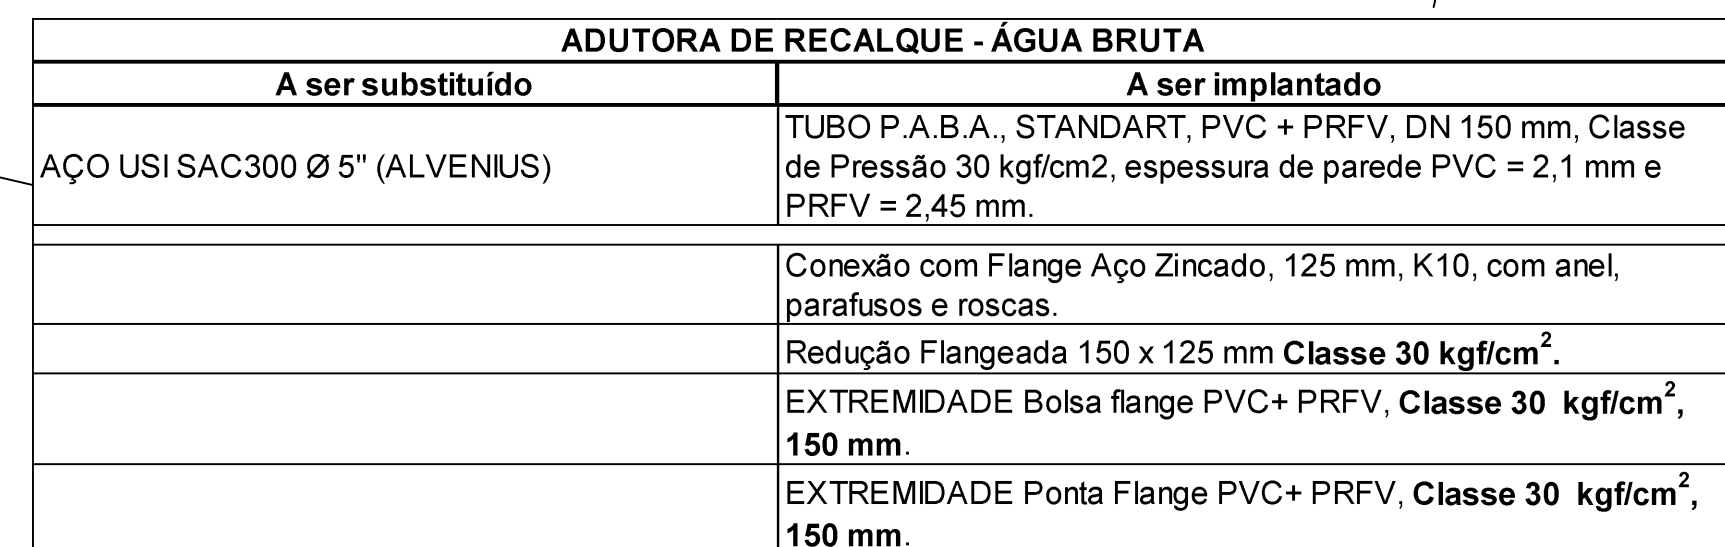 ADUTORA DE RECALQUE - ÁGUA BRUTA
A ser substituído
A ser implantado
AÇO USI SAC300 Ø 5" (ALVENIUS)
TUBO P.A.B.A., STANDART, PVC + PRFV, DN 150 mm, Classe
de Pressão 30 kgf/cm2, espessura de parede PVC = 2,1 mm e
PRFV = 2,45 mm.
Conexão com Flange Aço Zincado, 125 mm, K10, com anel,
parafusos e roscas.
Redução Flangeada 150 x 125 mm Classe 30 kgf/cm².
EXTREMIDADE Bolsa flange PVC+ PRFV, Classe 30 kgf/cm²,
150 mm.
EXTREMIDADE Ponta Flange PVC+ PRFV, Classe 30 kgf/cm²,
150 mm.